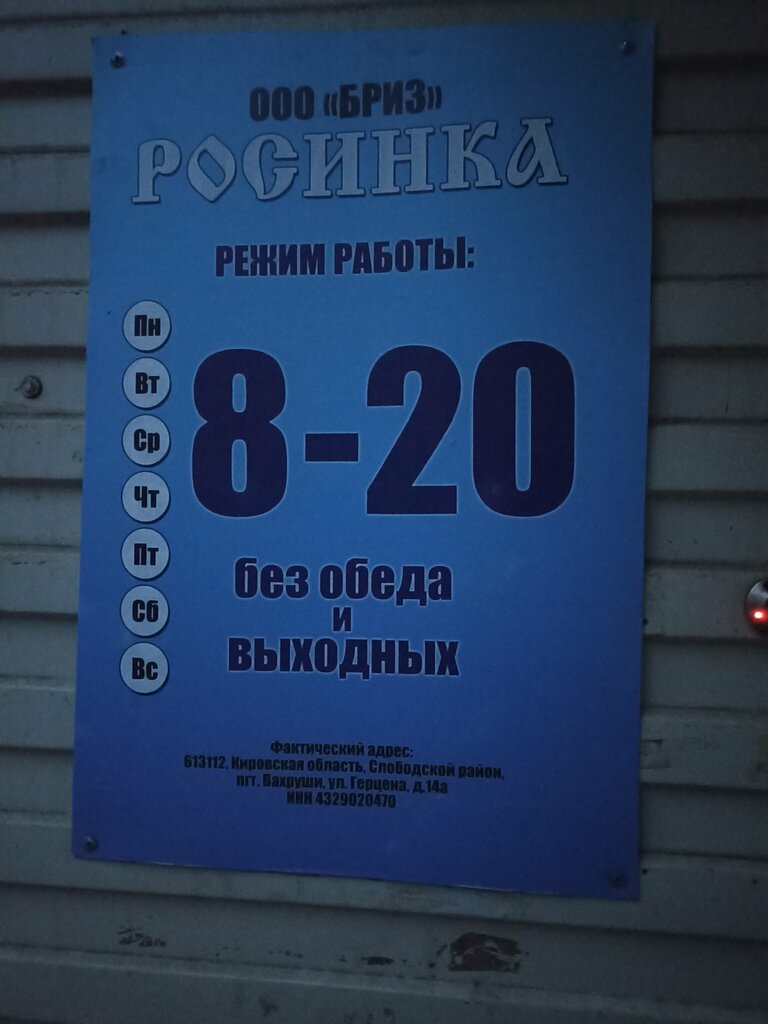 ООО «БРИЗ»
РОСИНКА
РЕЖИМ РАБОТЫ:
Пн
Вт
Ср
Чт
Пт
Сб
Вс
8-20
без обеда
и
выходных
Фактический адрес:
613112, Кировская область, Слободской район,
пгт. Вахруши, ул. Герцена, д.14а
ИНН 4329020470